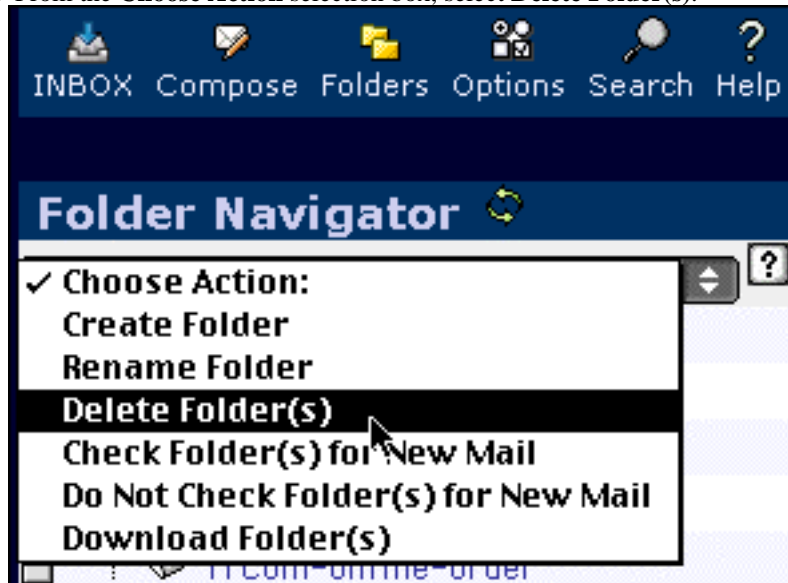 From the Choose Action selection box, select Delete Folder(s).
INBOX Compose Folders Options Search Help
Folder Navigator
?
✓ Choose Action:
Create Folder
Rename Folder
Delete Folder(s)
Check Folder(s) for New Mail
Do Not Check Folder(s) for New Mail
Download Folder(s)